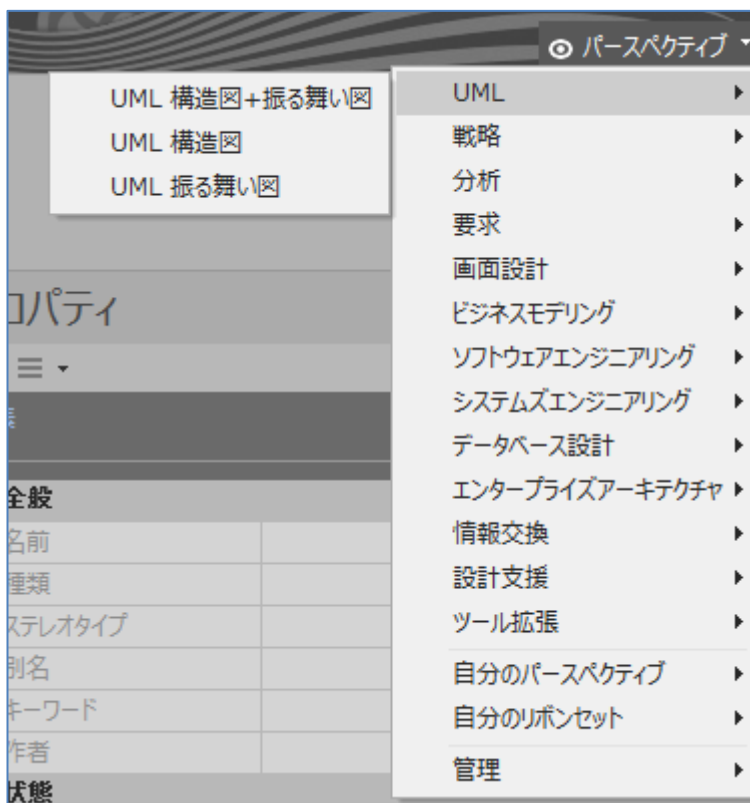 パースペクティブ
UML 構造図+振る舞い図
UML 構造図
UML 振る舞い図
UML
戦略
分析
要求
画面設計
ビジネスモデリング
ソフトウェアエンジニアリング
システムズエンジニアリング
データベース設計
エンタープライズアーキテクチャ
情報交換
設計支援
ツール拡張
自分のパースペクティブ
自分のリボンセット
管理
ロパティ
全般
名前
種類
ステレオタイプ
別名
キーワード
作者
状態